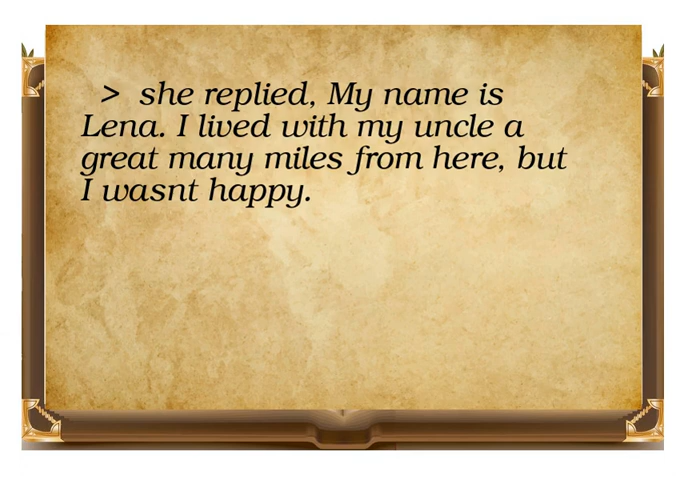 > she replied, My name is
Lena. I lived with my uncle a
great many miles from here, but
I wasnt happy.